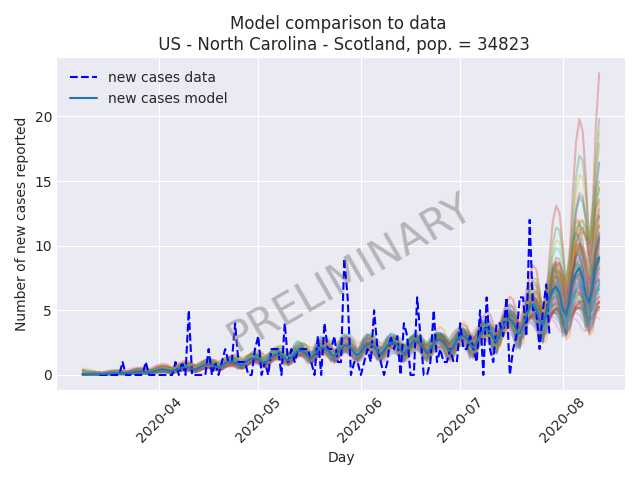 Model comparison to data
US - North Carolina - Scotland, pop. = 34823
new cases data
new cases model
Number of new cases reported
20
15
10
5
0
PRELIMINARY
2020-04
2020-05
2020-06
2020-07
2020-08
Day